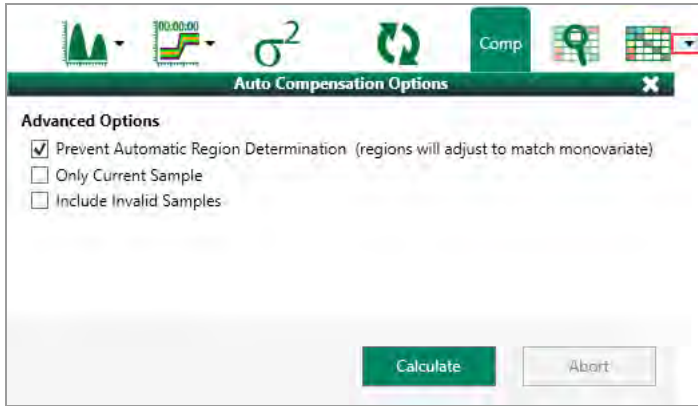 00:00:00
σ2
Comp
Auto Compensation Options
Advanced Options
Prevent Automatic Region Determination (regions will adjust to match monovariate)
Only Current Sample
Include Invalid Samples
Calculate
Abort